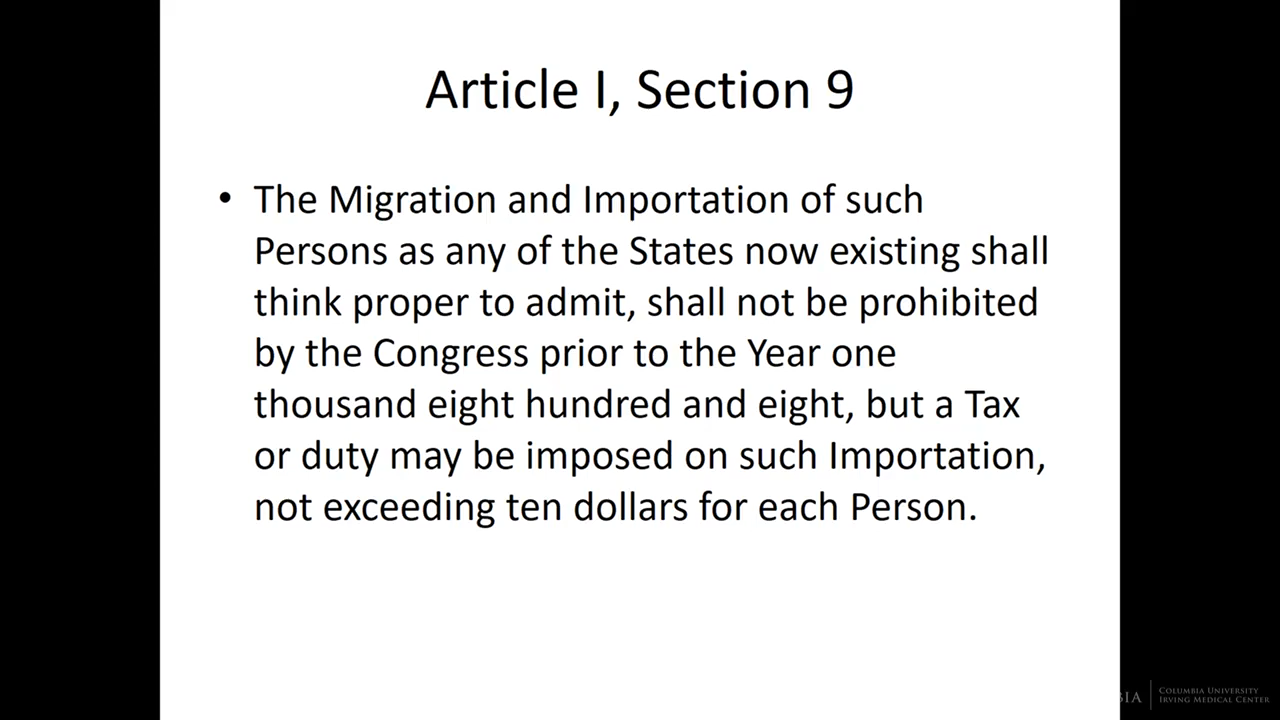 Article I, Section 9
• The Migration and Importation of such
Persons as any of the States now existing shall
think proper to admit, shall not be prohibited
by the Congress prior to the Year one
thousand eight hundred and eight, but a Tax
or duty may be imposed on such Importation,
not exceeding ten dollars for each Person.
BIA
COLUMBIA UNIVERSITY
IRVING MEDICAL CENTER